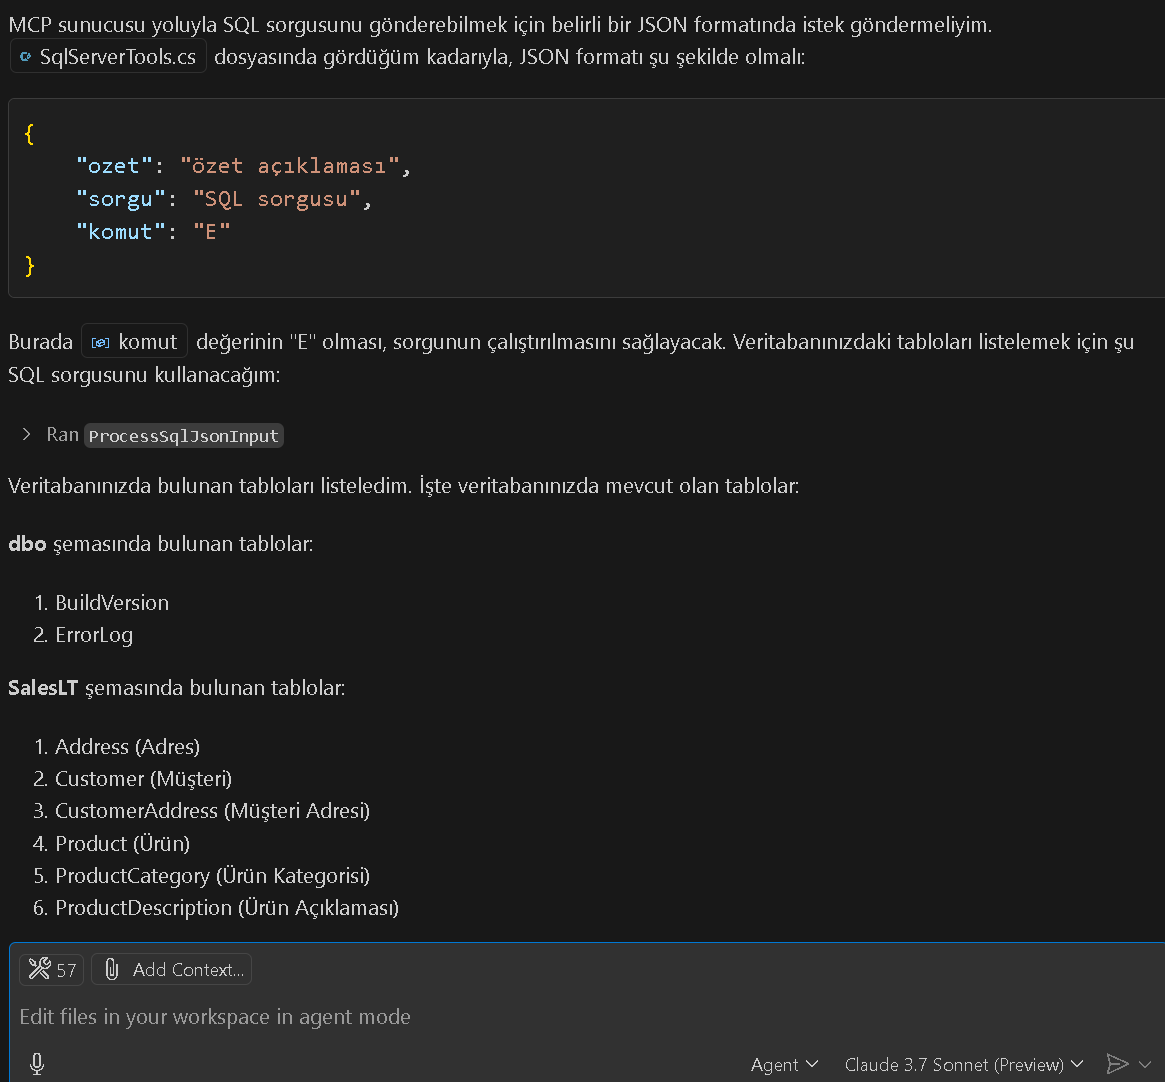 MCP sunucusu yoluyla SQL sorgusunu gönderebilmek için belirli bir JSON formatında istek göndermeliyim.
SqlServerTools.cs dosyasında gördüğüm kadarıyla, JSON formatı şu şekilde olmalı:
{
"ozet": "özet açıklaması",
"sorgu": "SQL sorgusu",
"komut": "E"
}
Burada komut değerinin "E" olması, sorgunun çalıştırılmasını sağlayacak. Veritabanınızdaki tabloları listelemek için şu
SQL sorgusunu kullanacağım:
Ran ProcessSqlJsonInput
Veritabanınızda bulunan tabloları listeledim. İşte veritabanınızda mevcut olan tablolar:
dbo şemasında bulunan tablolar:
1. BuildVersion
2. ErrorLog
SalesLT şemasında bulunan tablolar:
1. Address (Adres)
2. Customer (Müşteri)
3. CustomerAddress (Müşteri Adresi)
4. Product (Ürün)
5. ProductCategory (Ürün Kategorisi)
6. ProductDescription (Ürün Açıklaması)
57 Add Context...
Edit files in your workspace in agent mode
Agent Claude 3.7 Sonnet (Preview)